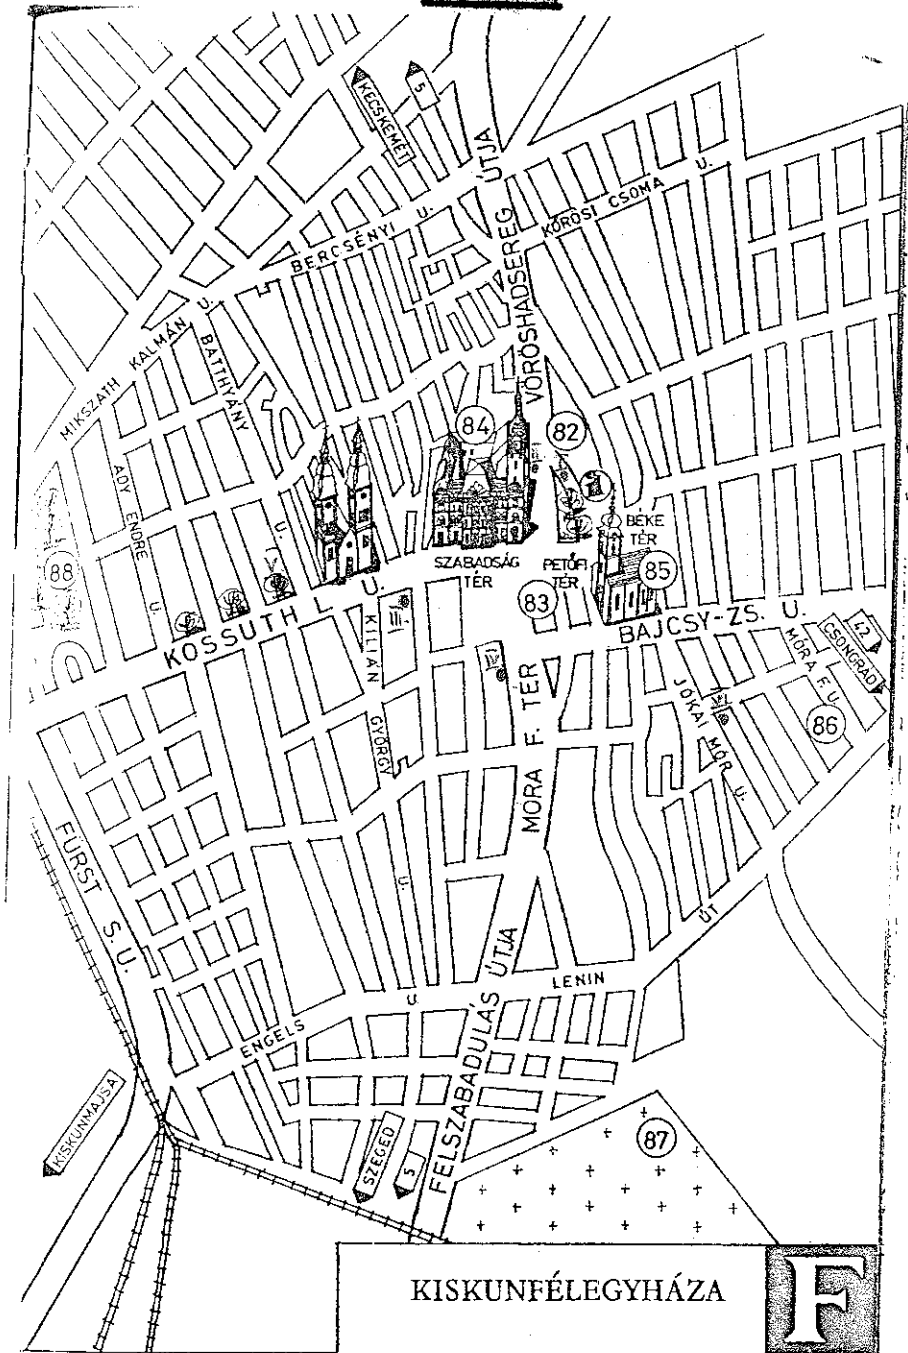 KECSKEMÉT
5
VÖRÖSHADSEREG ÚTJA
BERCSÉNYI U.
KŐRÖSI CSOMA U.
MIKSZÁTH KÁLMÁN U.
BATTHYÁNY
U.
ADY ENDRE
U.
84
82
83
85
88
SZABADSÁG
TÉR
PETŐFI
TÉR
BÉKE
TÉR
KOSSUTH L. U.
BAJCSY-ZS. U.
42
CSONGRÁD
MÓRA F. U.
86
KILIÁN
GYÖRGY
U.
MÓRA F. TÉR
JÓKAI MÓR U.
FÜRST S. U.
ENGELS
U.
LENIN
ÚT
FELSZABADULÁS ÚTJA
KISKUNMAJSA
SZEGED
5
87
KISKUNFÉLEGYHÁZA
F